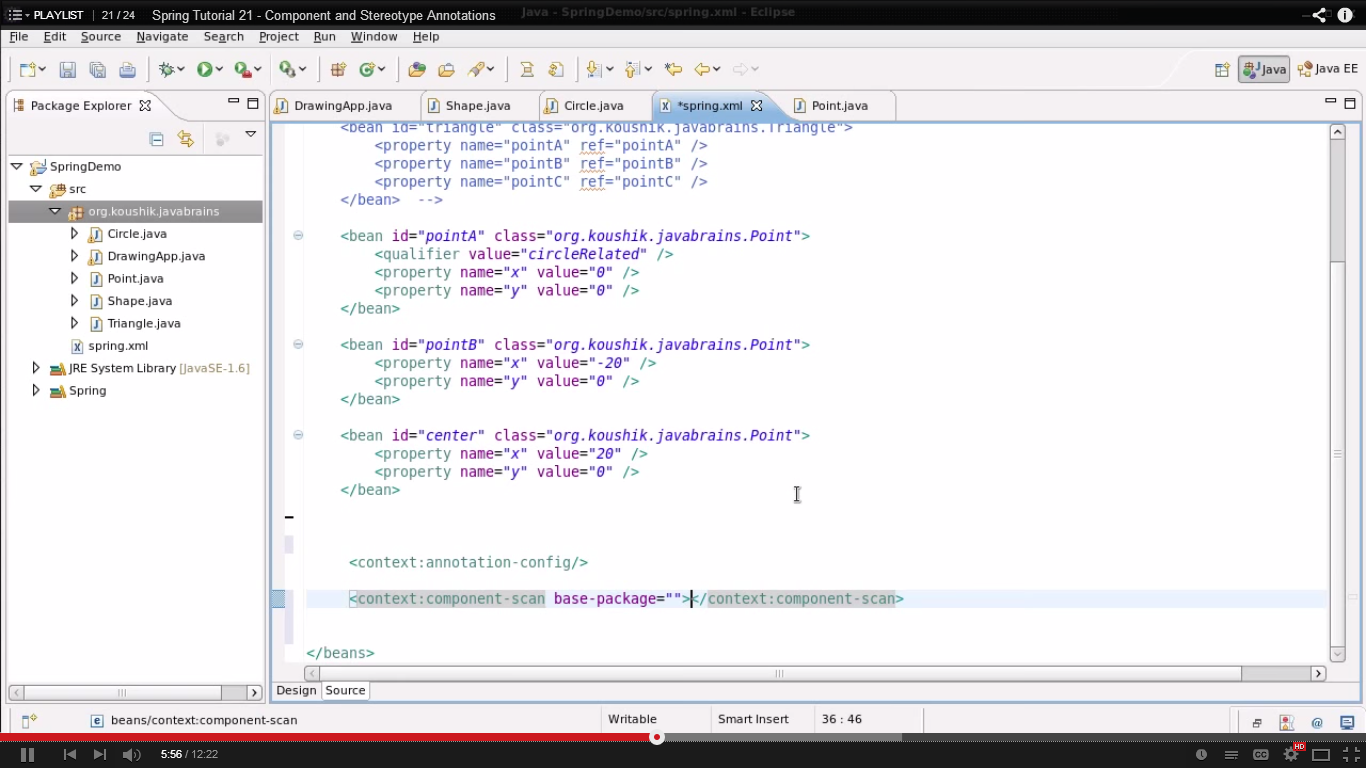 PLAYLIST 21 / 24 Spring Tutorial 21 - Component and Stereotype Annotations
Java - SpringDemo/src/spring.xml - Eclipse
File Edit Source Navigate Search Project Run Window Help
Java Java EE
Package Explorer
DrawingApp.java Shape.java Circle.java *spring.xml Point.java
SpringDemo
src
org.koushik.javabrains
Circle.java
DrawingApp.java
Point.java
Shape.java
Triangle.java
spring.xml
JRE System Library [JavaSE-1.6]
Spring
<bean id="triangle" class="org.koushik.javabrains.Triangle">
<property name="pointA" ref="pointA" />
<property name="pointB" ref="pointB" />
<property name="pointC" ref="pointC" />
</bean> -->
<bean id="pointA" class="org.koushik.javabrains.Point">
<qualifier value="circleRelated" />
<property name="x" value="0" />
<property name="y" value="0" />
</bean>
<bean id="pointB" class="org.koushik.javabrains.Point">
<property name="x" value="-20" />
<property name="y" value="0" />
</bean>
<bean id="center" class="org.koushik.javabrains.Point">
<property name="x" value="20" />
<property name="y" value="0" />
</bean>
<context:annotation-config/>
<context:component-scan base-package=""></context:component-scan>
</beans>
Design Source
beans/context:component-scan Writable Smart Insert 36 : 46
5:56 / 12:22 CC HD